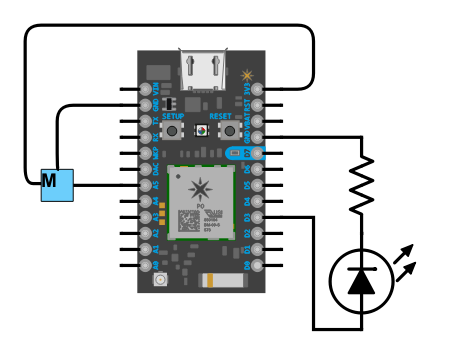 VIN 3V3
GND RST
TX VBAT
SETUP RESET
RX GND
WKP D7
DAC D6
M
A5 D5
A4 D4
P0
A3 D3
A2 D2
A1 D1
A0 D0